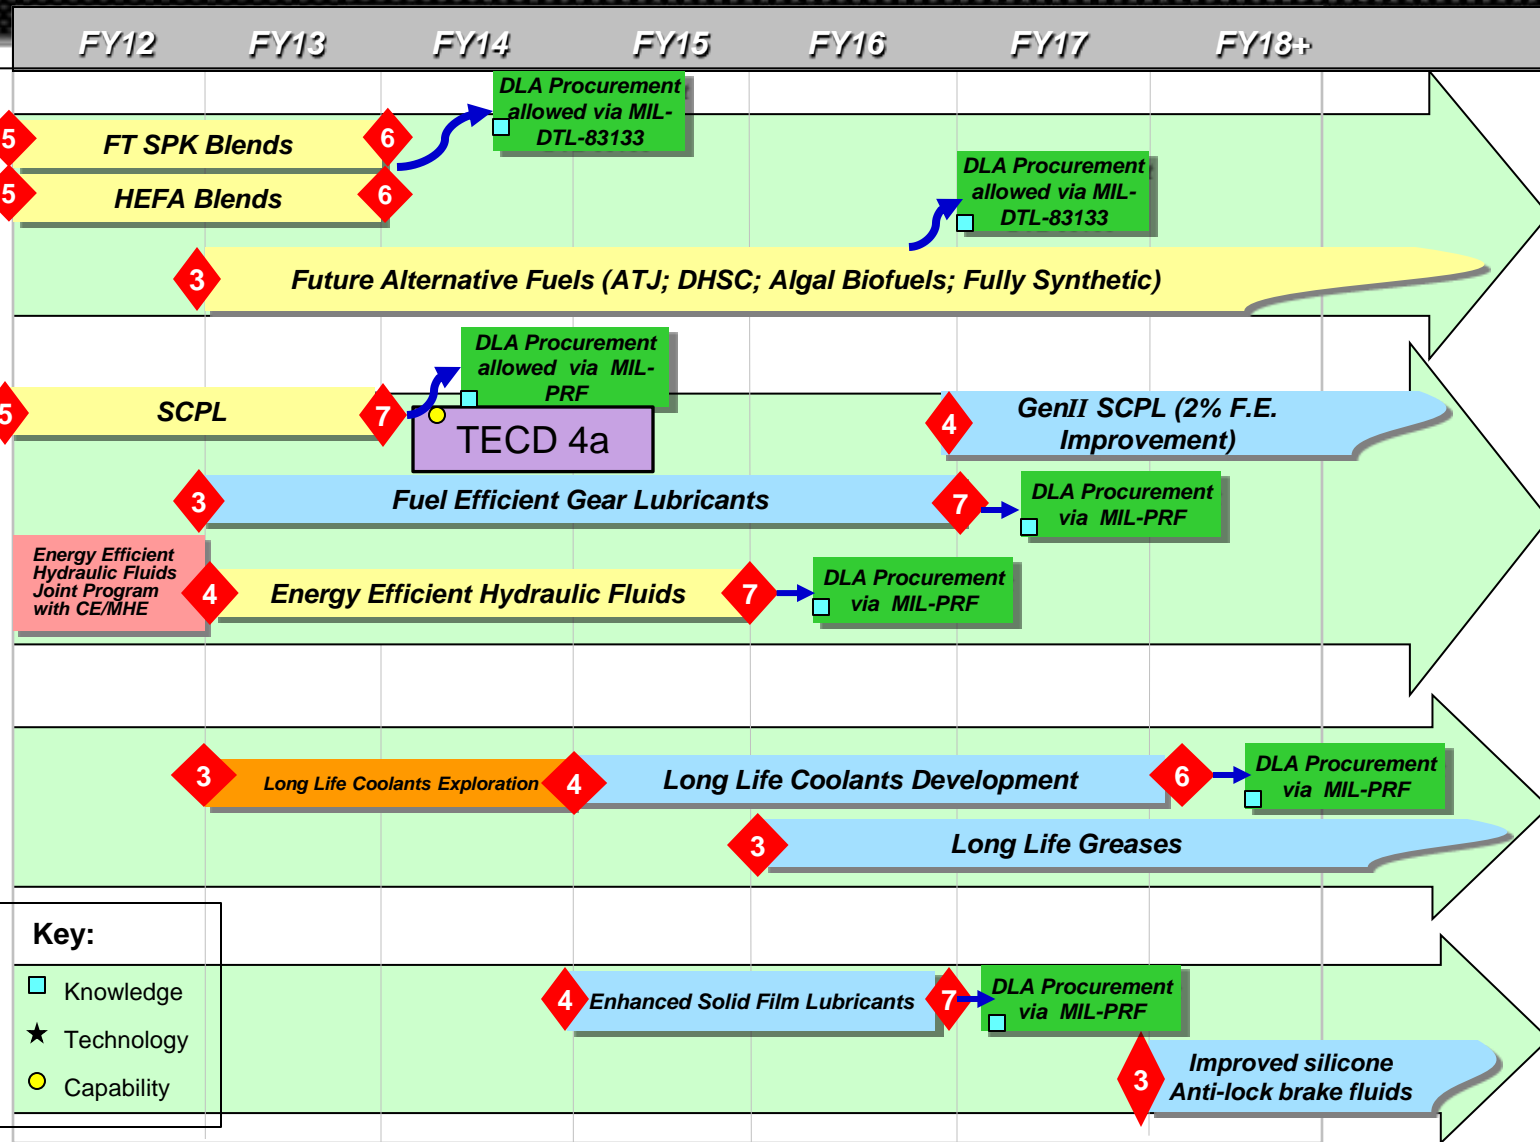 FY12 FY13 FY14 FY15 FY16 FY17 FY18+
DLA Procurement
allowed via MIL-
DTL-83133
5 FT SPK Blends 6
5 HEFA Blends 6
DLA Procurement
allowed via MIL-
DTL-83133
3 Future Alternative Fuels (ATJ; DHSC; Algal Biofuels; Fully Synthetic)
DLA Procurement
allowed via MIL-
PRF
5 SCPL 7
TECD 4a
4 GenII SCPL (2% F.E.
Improvement)
3 Fuel Efficient Gear Lubricants 7
DLA Procurement
via MIL-PRF
Energy Efficient
Hydraulic Fluids
Joint Program
with CE/MHE
4 Energy Efficient Hydraulic Fluids 7
DLA Procurement
via MIL-PRF
3 Long Life Coolants Exploration 4 Long Life Coolants Development 6
DLA Procurement
via MIL-PRF
3 Long Life Greases
Key:
Knowledge
Technology
Capability
4 Enhanced Solid Film Lubricants 7
DLA Procurement
via MIL-PRF
3 Improved silicone
Anti-lock brake fluids